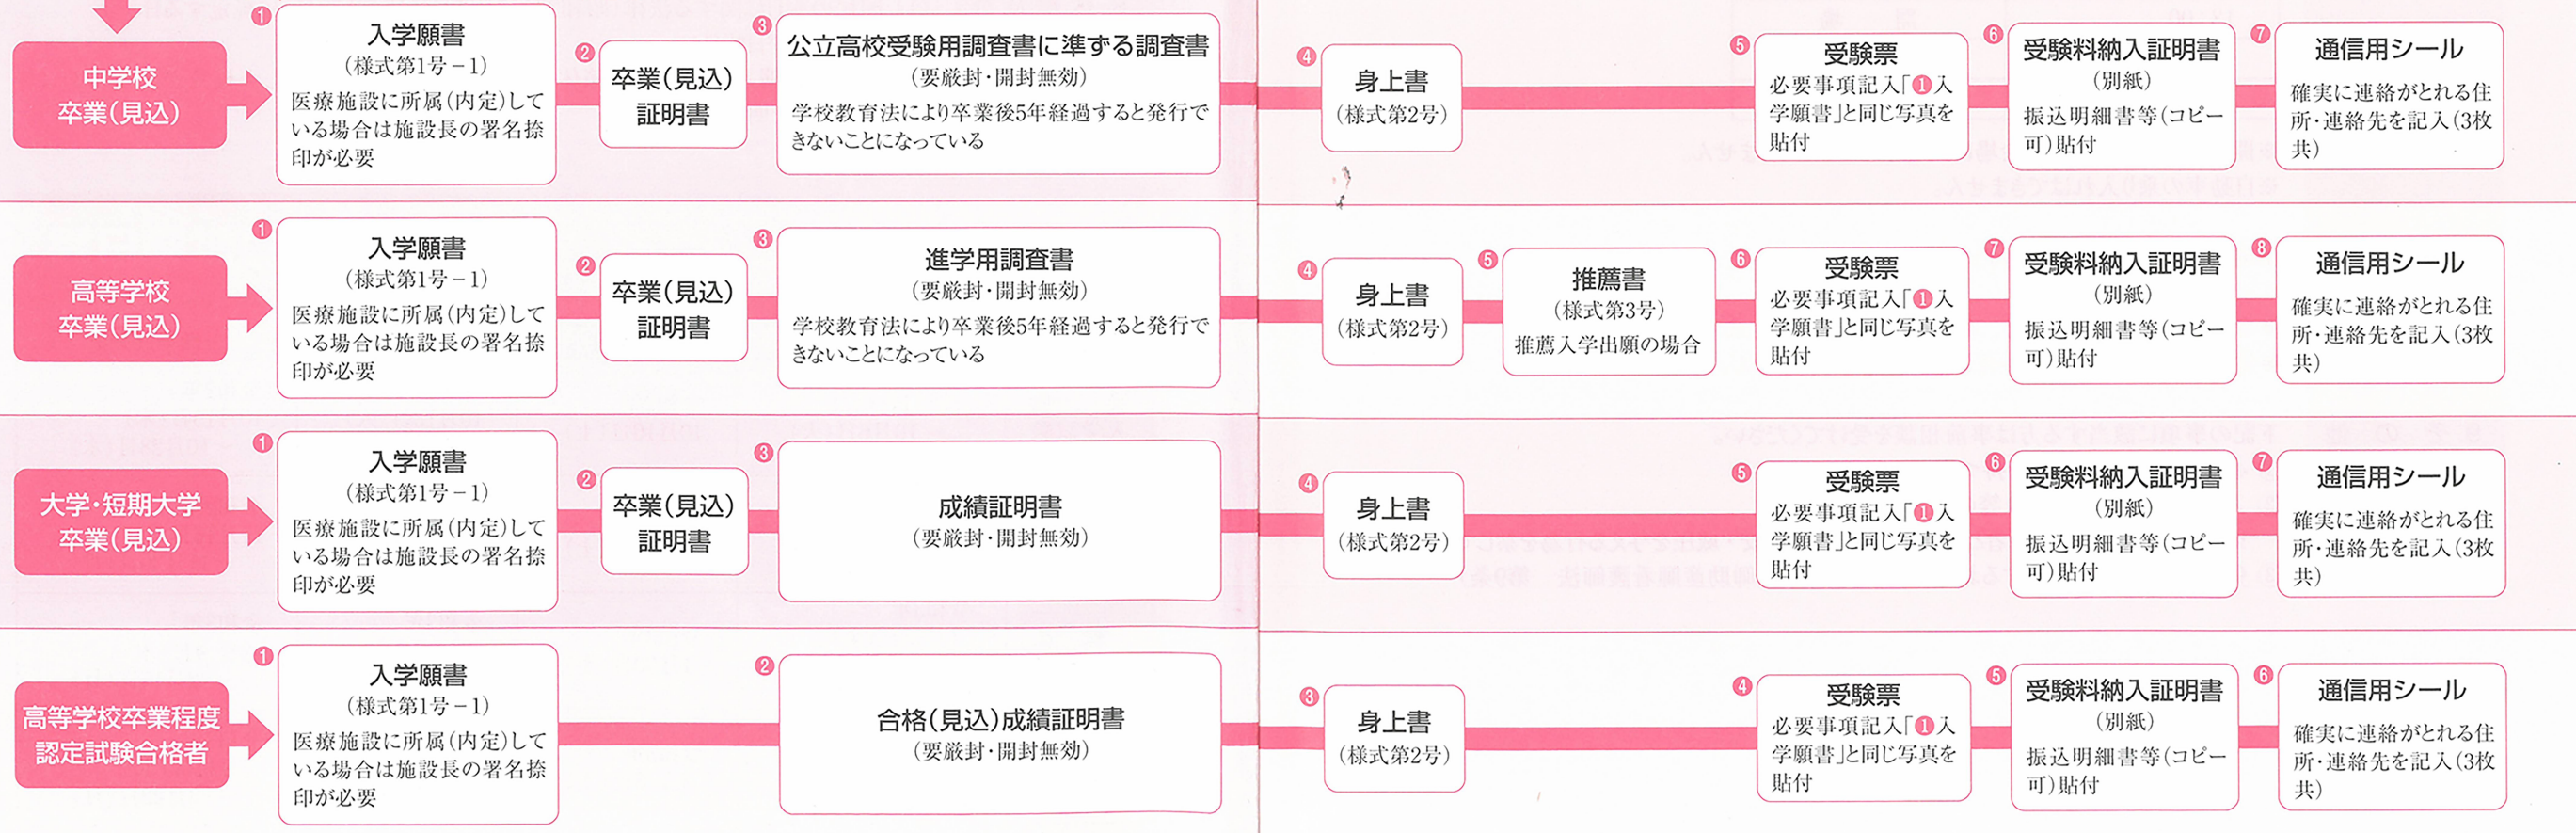 中学校
卒業(見込)
❶
入学願書
(様式第1号−1)
医療施設に所属(内定)して
いる場合は施設長の署名捺
印が必要
❷
卒業(見込)
証明書
❸
公立高校受験用調査書に準ずる調査書
(要厳封・開封無効)
学校教育法により卒業後5年経過すると発行で
きないことになっている
❹
身上書
(様式第2号)
❺
受験票
必要事項記入「❶入
学願書」と同じ写真を
貼付
❻
受験料納入証明書
(別紙)
振込明細書等(コピー
可)貼付
❼
通信用シール
確実に連絡がとれる住
所・連絡先を記入(3枚
共)
高等学校
卒業(見込)
❶
入学願書
(様式第1号−1)
医療施設に所属(内定)して
いる場合は施設長の署名捺
印が必要
❷
卒業(見込)
証明書
❸
進学用調査書
(要厳封・開封無効)
学校教育法により卒業後5年経過すると発行で
きないことになっている
❹
身上書
(様式第2号)
❺
推薦書
(様式第3号)
推薦入学出願の場合
❻
受験票
必要事項記入「❶入
学願書」と同じ写真を
貼付
❼
受験料納入証明書
(別紙)
振込明細書等(コピー
可)貼付
❽
通信用シール
確実に連絡がとれる住
所・連絡先を記入(3枚
共)
大学・短期大学
卒業(見込)
❶
入学願書
(様式第1号−1)
医療施設に所属(内定)して
いる場合は施設長の署名捺
印が必要
❷
卒業(見込)
証明書
❸
成績証明書
(要厳封・開封無効)
❹
身上書
(様式第2号)
❺
受験票
必要事項記入「❶入
学願書」と同じ写真を
貼付
❻
受験料納入証明書
(別紙)
振込明細書等(コピー
可)貼付
❼
通信用シール
確実に連絡がとれる住
所・連絡先を記入(3枚
共)
高等学校卒業程度
認定試験合格者
❶
入学願書
(様式第1号−1)
医療施設に所属(内定)して
いる場合は施設長の署名捺
印が必要
❷
合格(見込)成績証明書
(要厳封・開封無効)
❸
身上書
(様式第2号)
❹
受験票
必要事項記入「❶入
学願書」と同じ写真を
貼付
❺
受験料納入証明書
(別紙)
振込明細書等(コピー
可)貼付
❻
通信用シール
確実に連絡がとれる住
所・連絡先を記入(3枚
共)